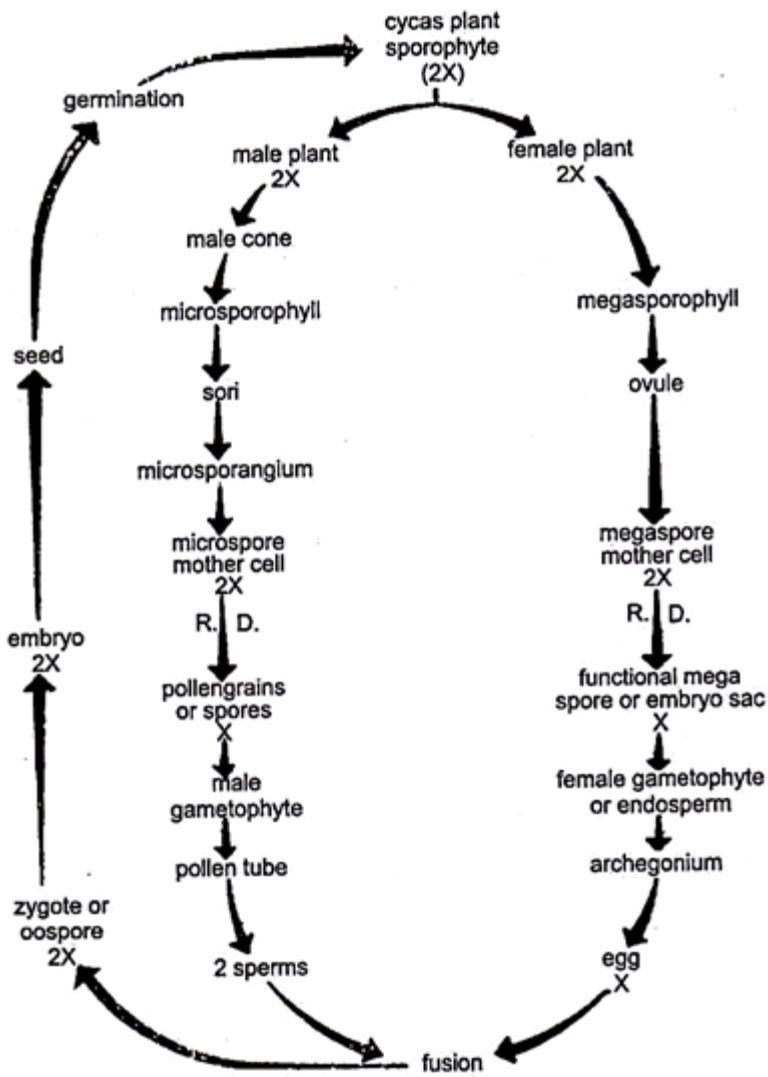 cycas plant
sporophyte
(2X)
germination
male plant
2X
female plant
2X
male cone
microsporophyll
megasporophyll
seed
sori
ovule
microsporangium
microspore
mother cell
2X
megaspore
mother cell
2X
R. D.
R. D.
embryo
2X
pollengrains
or spores
X
functional mega
spore or embryo sac
X
male
gametophyte
female gametophyte
or endosperm
pollen tube
archegonium
zygote or
oospore
2X
2 sperms
egg
X
fusion